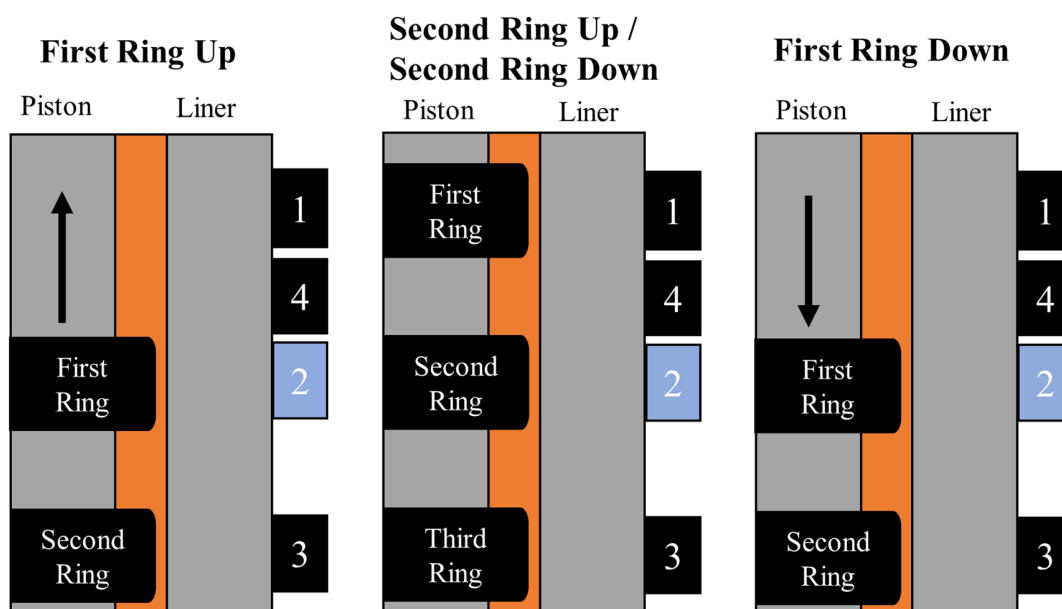 First Ring Up
Piston
Liner
1
4
First
Ring
2
Second
Ring
3
Second Ring Up /
Second Ring Down
Piston
Liner
First
Ring
1
4
Second
Ring
2
Third
Ring
3
First Ring Down
Piston
Liner
1
4
First
Ring
2
Second
Ring
3